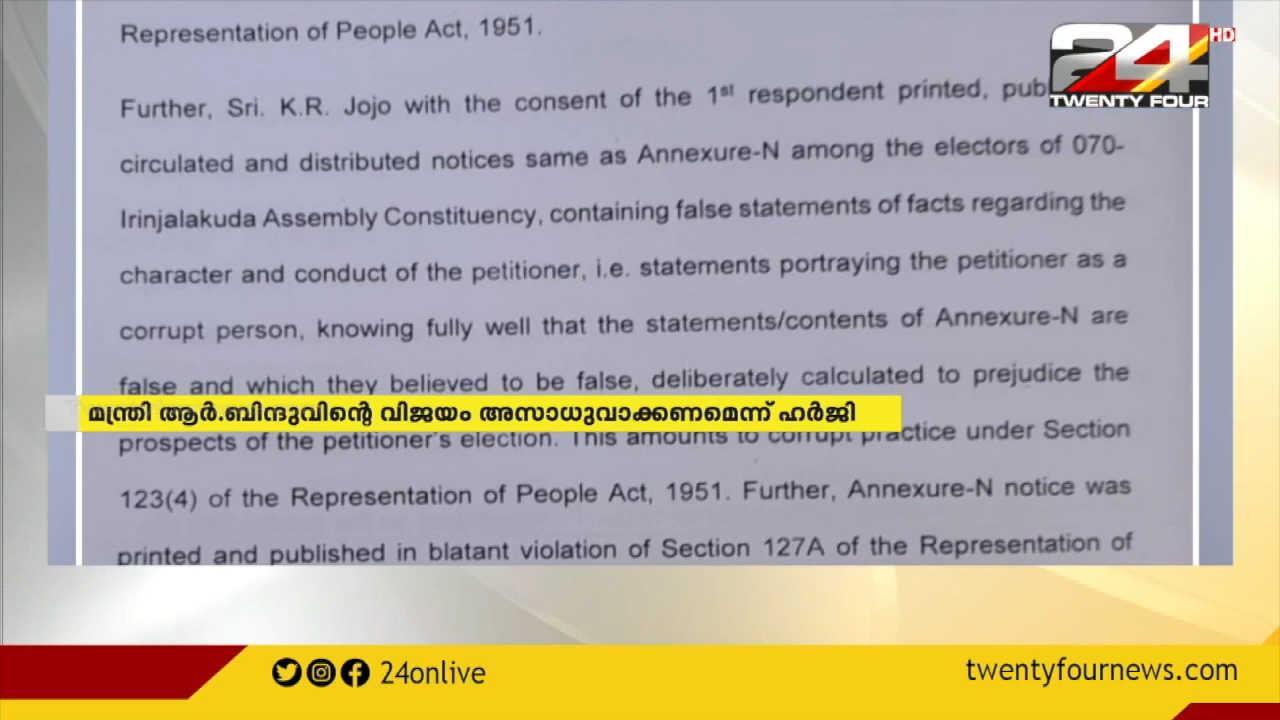 Representation of People Act, 1951.
24 HD
TWENTY FOUR
Further, Sri. K.R. Jojo with the consent of the 1st respondent printed,
circulated and distributed notices same as Annexure-N among the electors of 070-
Irinjalakuda Assembly Constituency, containing false statements of facts regarding the
character and conduct of the petitioner, i.e. statements portraying the petitioner as a
corrupt person, knowing fully well that the statements/contents of Annexure-N are
false and which they believed to be false, deliberately calculated to prejudice the
മന്ത്രി ആർ.ബിന്ദുവിന്റെ വിജയം അസാധുവാക്കണമെന്ന് ഹർജി
prospects of the petitioner's election. This amounts to corrupt practice under Section
123(4) of the Representation of People Act, 1951. Further, Annexure-N notice was
printed and published in blatant violation of Section 127A of the Representation of
24onlive
twentyfournews.com